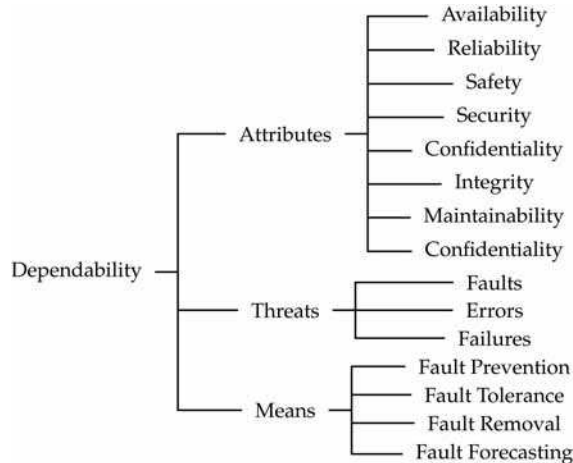 Availability
Reliability
Safety
Security
Attributes
Confidentiality
Integrity
Maintainability
Confidentiality
Dependability
Faults
Threats
Errors
Failures
Fault Prevention
Fault Tolerance
Means
Fault Removal
Fault Forecasting